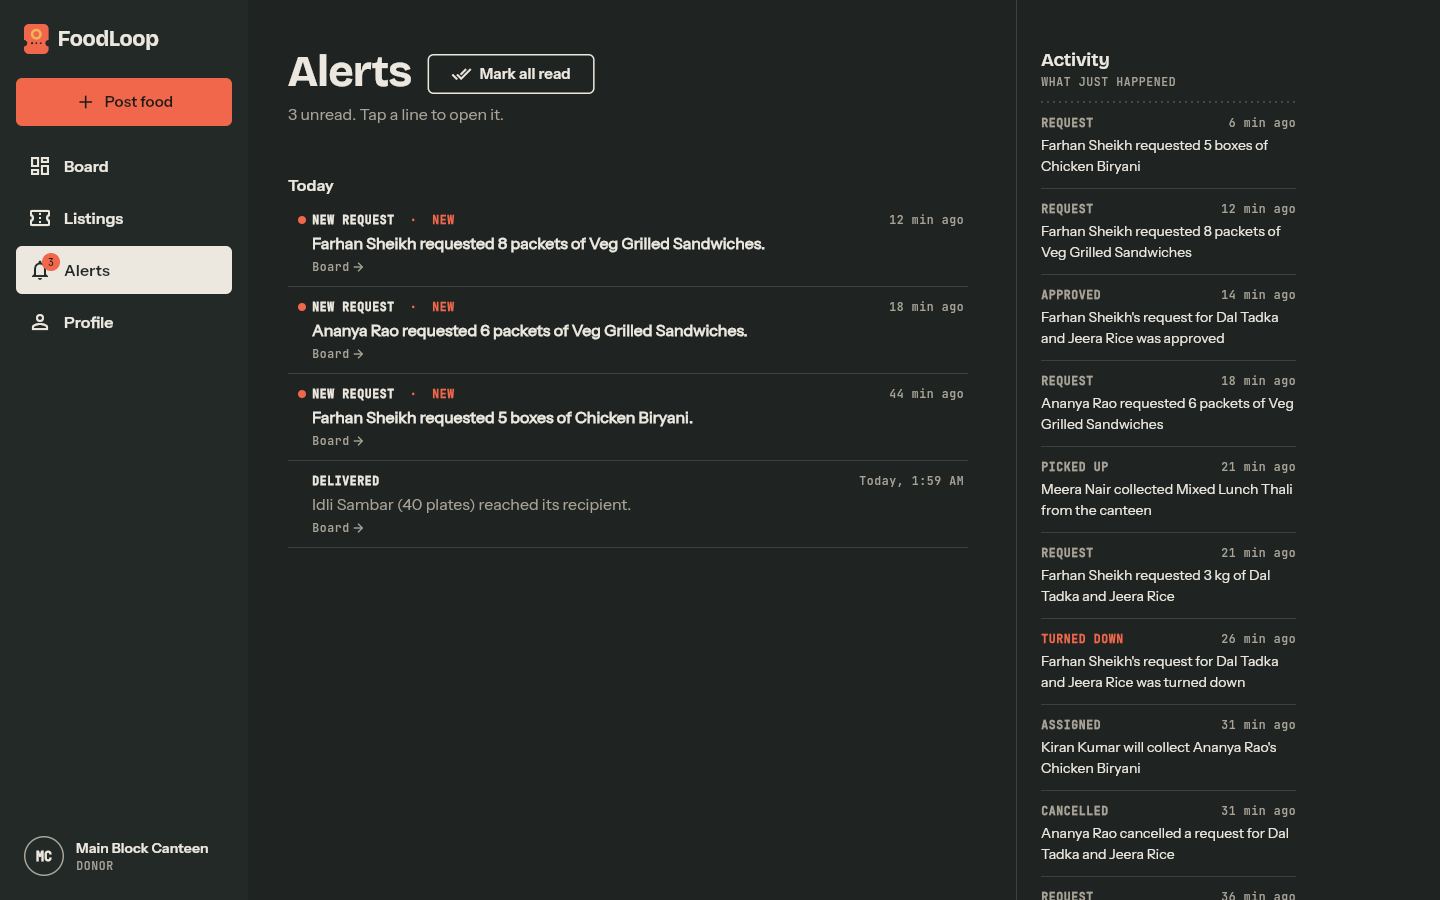 FoodLoop
Post food
Board
Listings
3
Alerts
Profile
MC
Main Block Canteen
DONOR
Alerts
Mark all read
3 unread. Tap a line to open it.
Today
NEW REQUEST · NEW 12 min ago
Farhan Sheikh requested 8 packets of Veg Grilled Sandwiches.
Board →
NEW REQUEST · NEW 18 min ago
Ananya Rao requested 6 packets of Veg Grilled Sandwiches.
Board →
NEW REQUEST · NEW 44 min ago
Farhan Sheikh requested 5 boxes of Chicken Biryani.
Board →
DELIVERED Today, 1:59 AM
Idli Sambar (40 plates) reached its recipient.
Board →
Activity
WHAT JUST HAPPENED
REQUEST 6 min ago
Farhan Sheikh requested 5 boxes of
Chicken Biryani
REQUEST 12 min ago
Farhan Sheikh requested 8 packets of
Veg Grilled Sandwiches
APPROVED 14 min ago
Farhan Sheikh's request for Dal Tadka
and Jeera Rice was approved
REQUEST 18 min ago
Ananya Rao requested 6 packets of Veg
Grilled Sandwiches
PICKED UP 21 min ago
Meera Nair collected Mixed Lunch Thali
from the canteen
REQUEST 21 min ago
Farhan Sheikh requested 3 kg of Dal
Tadka and Jeera Rice
TURNED DOWN 26 min ago
Farhan Sheikh's request for Dal Tadka
and Jeera Rice was turned down
ASSIGNED 31 min ago
Kiran Kumar will collect Ananya Rao's
Chicken Biryani
CANCELLED 31 min ago
Ananya Rao cancelled a request for Dal
Tadka and Jeera Rice
REQUEST 36 min ago